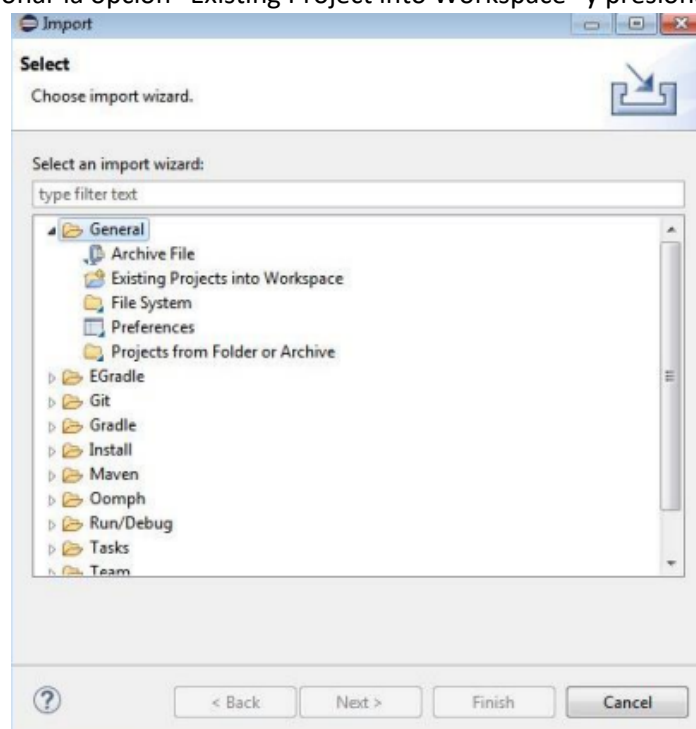 onar la opción "Existing Project into Workspace" y presion
Import
Select
Choose import wizard.
Select an import wizard:
type filter text
General
Archive File
Existing Projects into Workspace
File System
Preferences
Projects from Folder or Archive
EGradle
Git
Gradle
Install
Maven
Oomph
Run/Debug
Tasks
Team
< Back Next > Finish Cancel